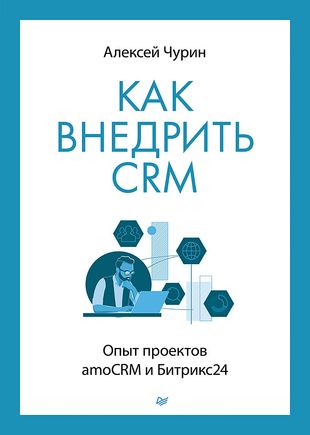 Алексей Чурин
КАК
ВНЕДРИТЬ
CRM
Опыт проектов
amoCRM и Битрикс24